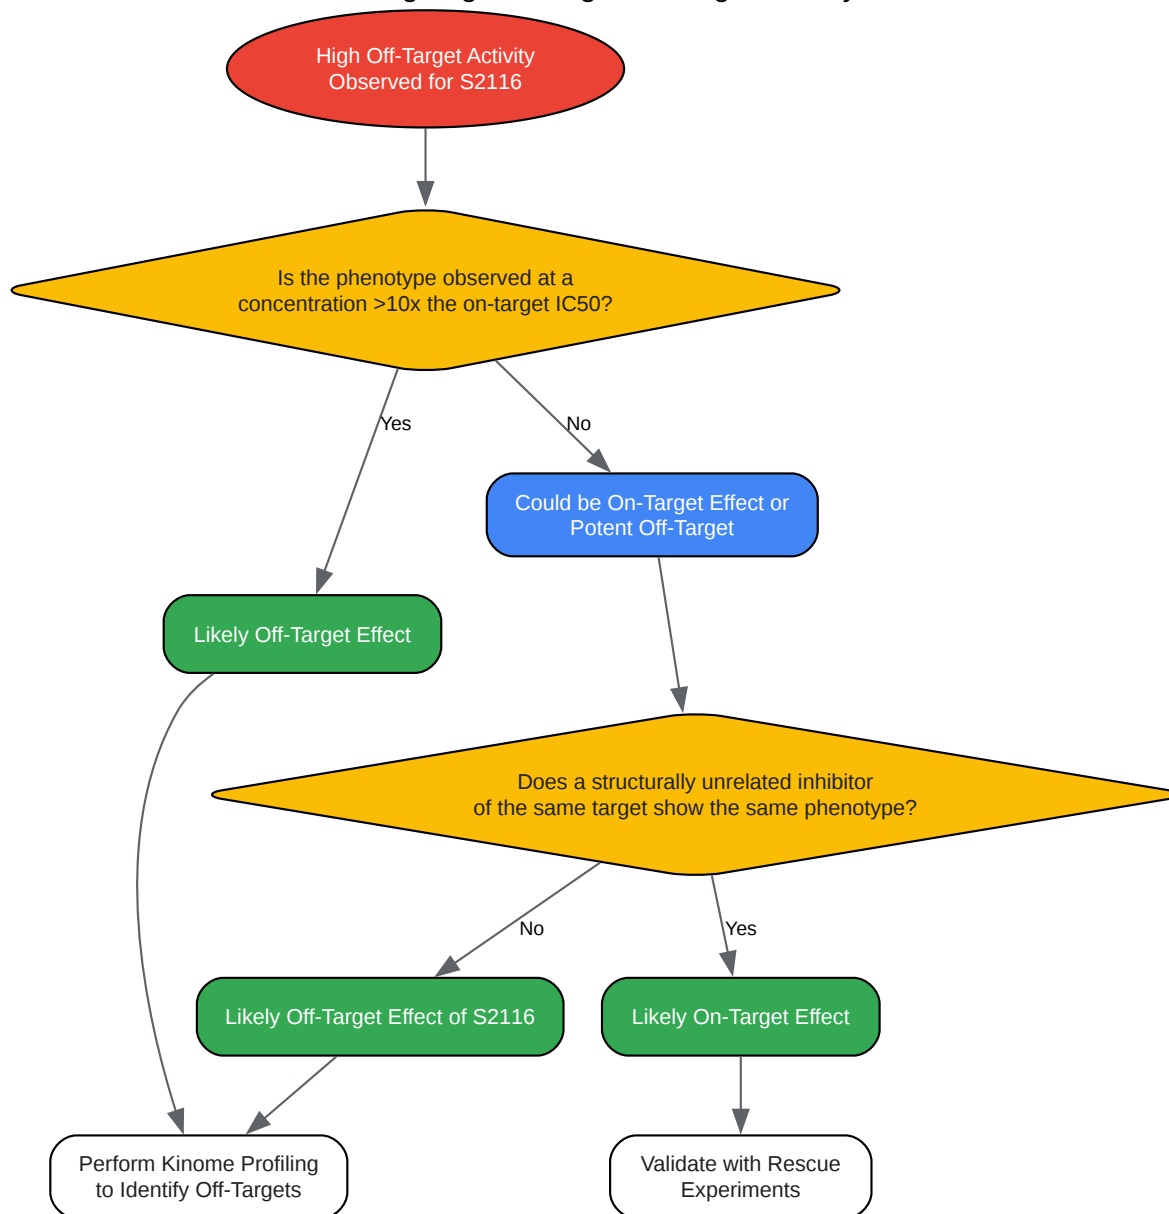 High Off-Target Activity
Observed for S2116
Is the phenotype observed at a
concentration >10x the on-target IC50?
Yes
No
Could be On-Target Effect or
Potent Off-Target
Likely Off-Target Effect
Does a structurally unrelated inhibitor
of the same target show the same phenotype?
No
Yes
Likely Off-Target Effect of S2116
Likely On-Target Effect
Perform Kinome Profiling
to Identify Off-Targets
Validate with Rescue
Experiments